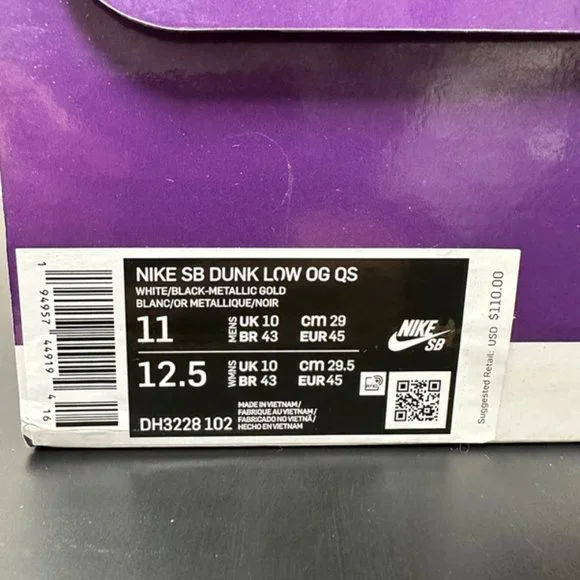 NIKE SB DUNK LOW OG QS
WHITE/BLACK-METALLIC GOLD
BLANC/OR METALLIQUE/NOIR
11 MENS UK 10 cm 29
BR 43 EUR 45
12.5 WMNS UK 10 cm 29.5
BR 43 EUR 45
DH3228 102
MADE IN VIETNAM/
FABRIQUE AU VIETNAM/
FABRICADO NO VIETNÃ/
HECHO EN VIETNAM
NIKE SB
1 94957 44919 4 16
Suggested Retail: USD $110.00